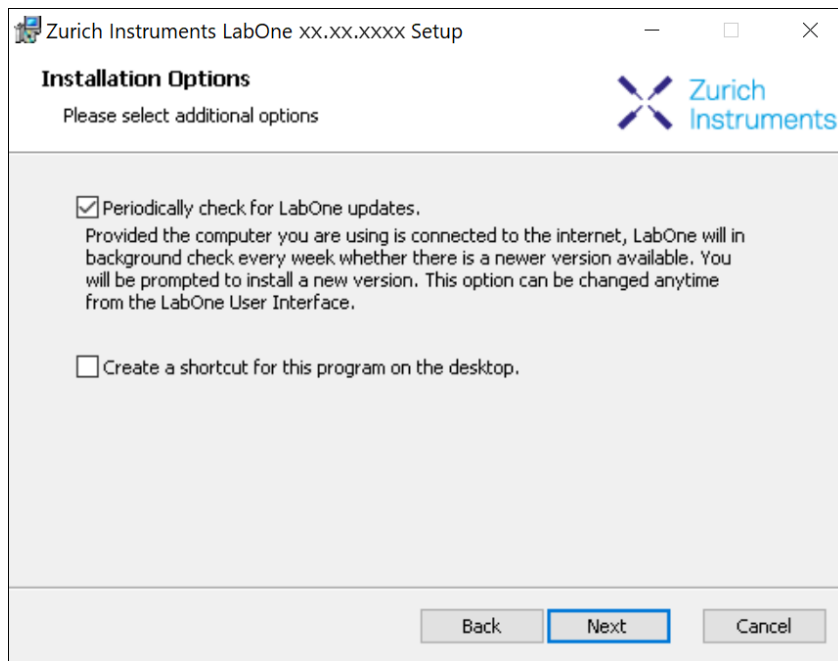 Zurich Instruments LabOne xx.xx.xxxx Setup
Installation Options
Please select additional options
Zurich
Instruments
Periodically check for LabOne updates.
Provided the computer you are using is connected to the internet, LabOne will in
background check every week whether there is a newer version available. You
will be prompted to install a new version. This option can be changed anytime
from the LabOne User Interface.
Create a shortcut for this program on the desktop.
Back Next Cancel